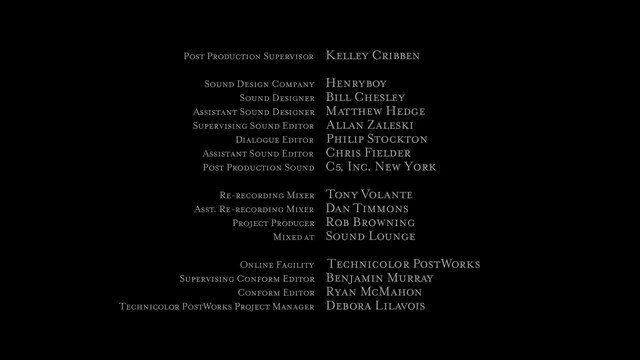 Post Production Supervisor Kelley Cribben
Sound Design Company Henryboy
Sound Designer Bill Chesley
Assistant Sound Designer Matthew Hedge
Supervising Sound Editor Allan Zaleski
Dialogue Editor Philip Stockton
Assistant Sound Editor Chris Fielder
Post Production Sound C5, Inc. New York
Re-recording Mixer Tony Volante
Asst. Re-recording Mixer Dan Timmons
Project Producer Rob Browning
Mixed at Sound Lounge
Online Facility Technicolor PostWorks
Supervising Conform Editor Benjamin Murray
Conform Editor Ryan McMahon
Technicolor PostWorks Project Manager Debora Lilavois